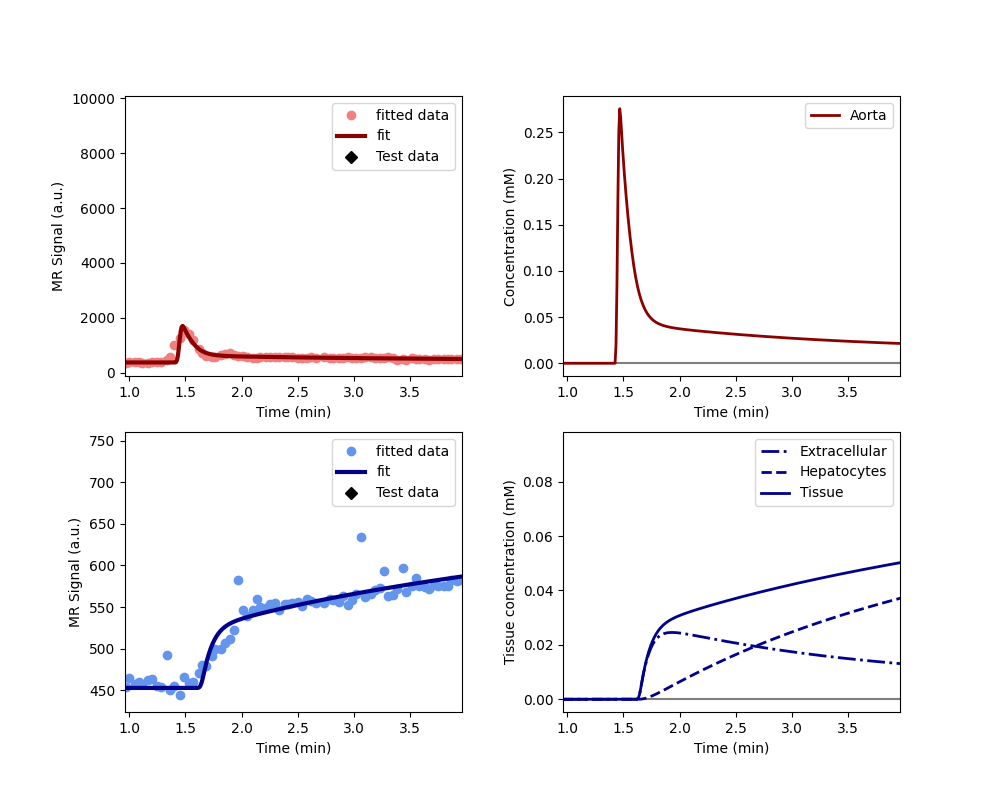 10000
8000
6000
4000
2000
0
MR Signal (a.u.)
fitted data
fit
Test data
1.0 1.5 2.0 2.5 3.0 3.5
Time (min)
0.25
0.20
0.15
0.10
0.05
0.00
Concentration (mM)
Aorta
1.0 1.5 2.0 2.5 3.0 3.5
Time (min)
750
700
650
600
550
500
450
MR Signal (a.u.)
fitted data
fit
Test data
1.0 1.5 2.0 2.5 3.0 3.5
Time (min)
0.08
0.06
0.04
0.02
0.00
Tissue concentration (mM)
Extracellular
Hepatocytes
Tissue
1.0 1.5 2.0 2.5 3.0 3.5
Time (min)